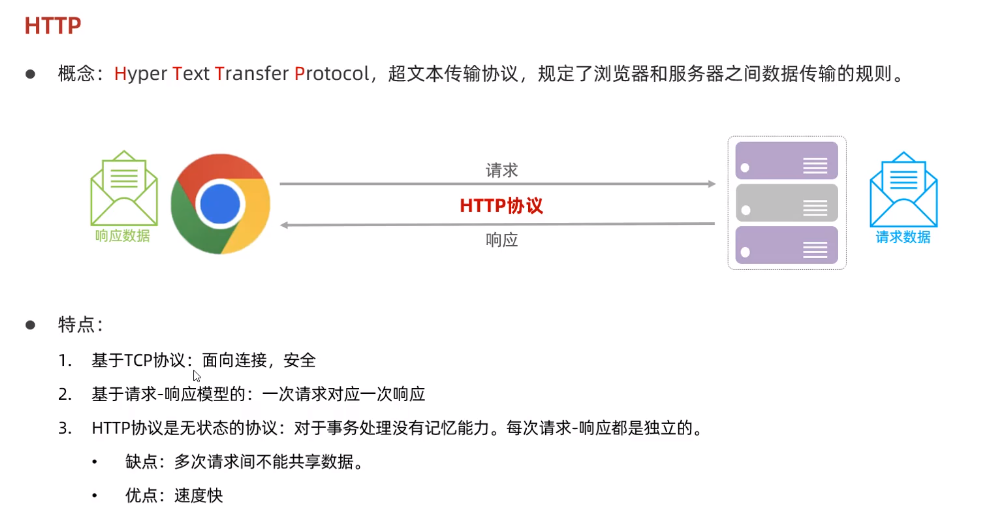 HTTP
● 概念：Hyper Text Transfer Protocol，超文本传输协议，规定了浏览器和服务器之间数据传输的规则。
请求
HTTP协议
响应
响应数据
请求数据
● 特点：
1. 基于TCP协议：面向连接，安全
2. 基于请求-响应模型的：一次请求对应一次响应
3. HTTP协议是无状态的协议：对于事务处理没有记忆能力。每次请求-响应都是独立的。
• 缺点：多次请求间不能共享数据。
• 优点：速度快